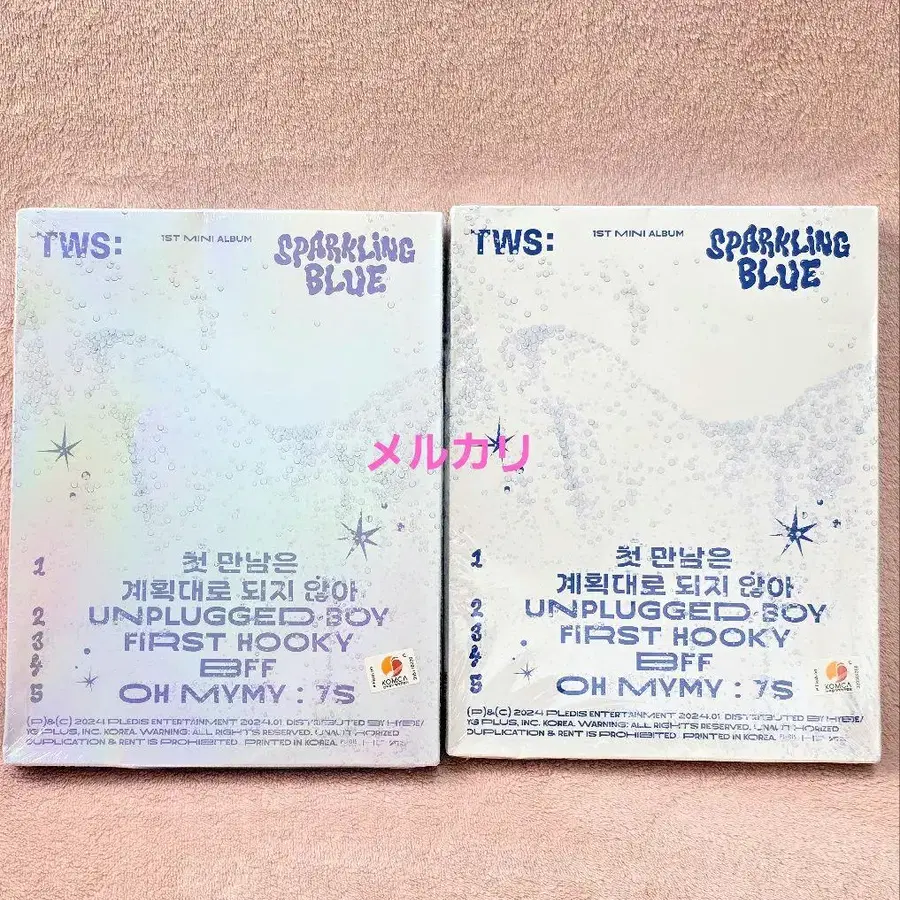 TWS:
1ST MINI ALBUM
SPARKLING
BLUE
メルカリ
1 첫 만남은
계획대로 되지 않아
2 UNPLUGGED BOY
3 FIRST HOOKY
4 BFF
5 OH MYMY : 7S
KOMCA
(P)&(C) 2024 PLEDIS ENTERTAINMENT 2024.01. DISTRIBUTED BY HYBE/
YG PLUS, INC. KOREA. WARNING: ALL RIGHTS RESERVED. UNAUTHORIZED
DUPLICATION & RENT IS PROHIBITED. PRINTED IN KOREA.
TWS:
1ST MINI ALBUM
SPARKLING
BLUE
1 첫 만남은
계획대로 되지 않아
2 UNPLUGGED BOY
3 FIRST HOOKY
4 BFF
5 OH MYMY : 7S
KOMCA
(P)&(C) 2024 PLEDIS ENTERTAINMENT 2024.01. DISTRIBUTED BY HYBE/
YG PLUS, INC. KOREA. WARNING: ALL RIGHTS RESERVED. UNAUTHORIZED
DUPLICATION & RENT IS PROHIBITED. PRINTED IN KOREA.